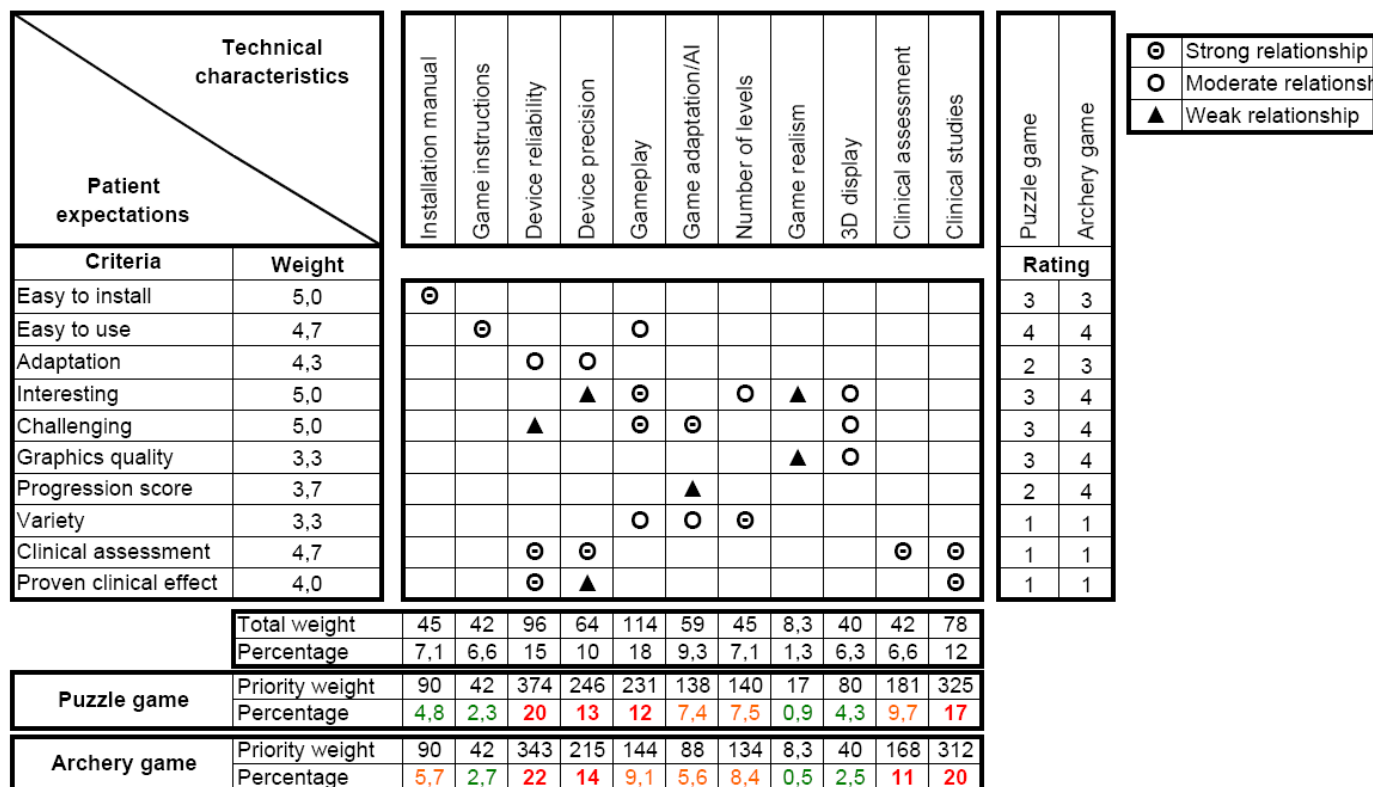 Technical
characteristics
Patient
expectations
Installation manual
Game instructions
Device reliability
Device precision
Gameplay
Game adaptation/AI
Number of levels
Game realism
3D display
Clinical assessment
Clinical studies
Puzzle game
Archery game
Θ Strong relationship
O Moderate relationsh
▲ Weak relationship
Criteria Weight Rating
Easy to install 5,0 Θ 3 3
Easy to use 4,7 Θ O 4 4
Adaptation 4,3 O O 2 3
Interesting 5,0 ▲ Θ O ▲ O 3 4
Challenging 5,0 ▲ Θ Θ O 3 4
Graphics quality 3,3 ▲ O 3 4
Progression score 3,7 ▲ 2 4
Variety 3,3 O O Θ 1 1
Clinical assessment 4,7 Θ Θ Θ Θ 1 1
Proven clinical effect 4,0 Θ ▲ Θ 1 1
Total weight 45 42 96 64 114 59 45 8,3 40 42 78
Percentage 7,1 6,6 15 10 18 9,3 7,1 1,3 6,3 6,6 12
Puzzle game
Priority weight 90 42 374 246 231 138 140 17 80 181 325
Percentage 4,8 2,3 20 13 12 7,4 7,5 0,9 4,3 9,7 17
Archery game
Priority weight 90 42 343 215 144 88 134 8,3 40 168 312
Percentage 5,7 2,7 22 14 9,1 5,6 8,4 0,5 2,5 11 20